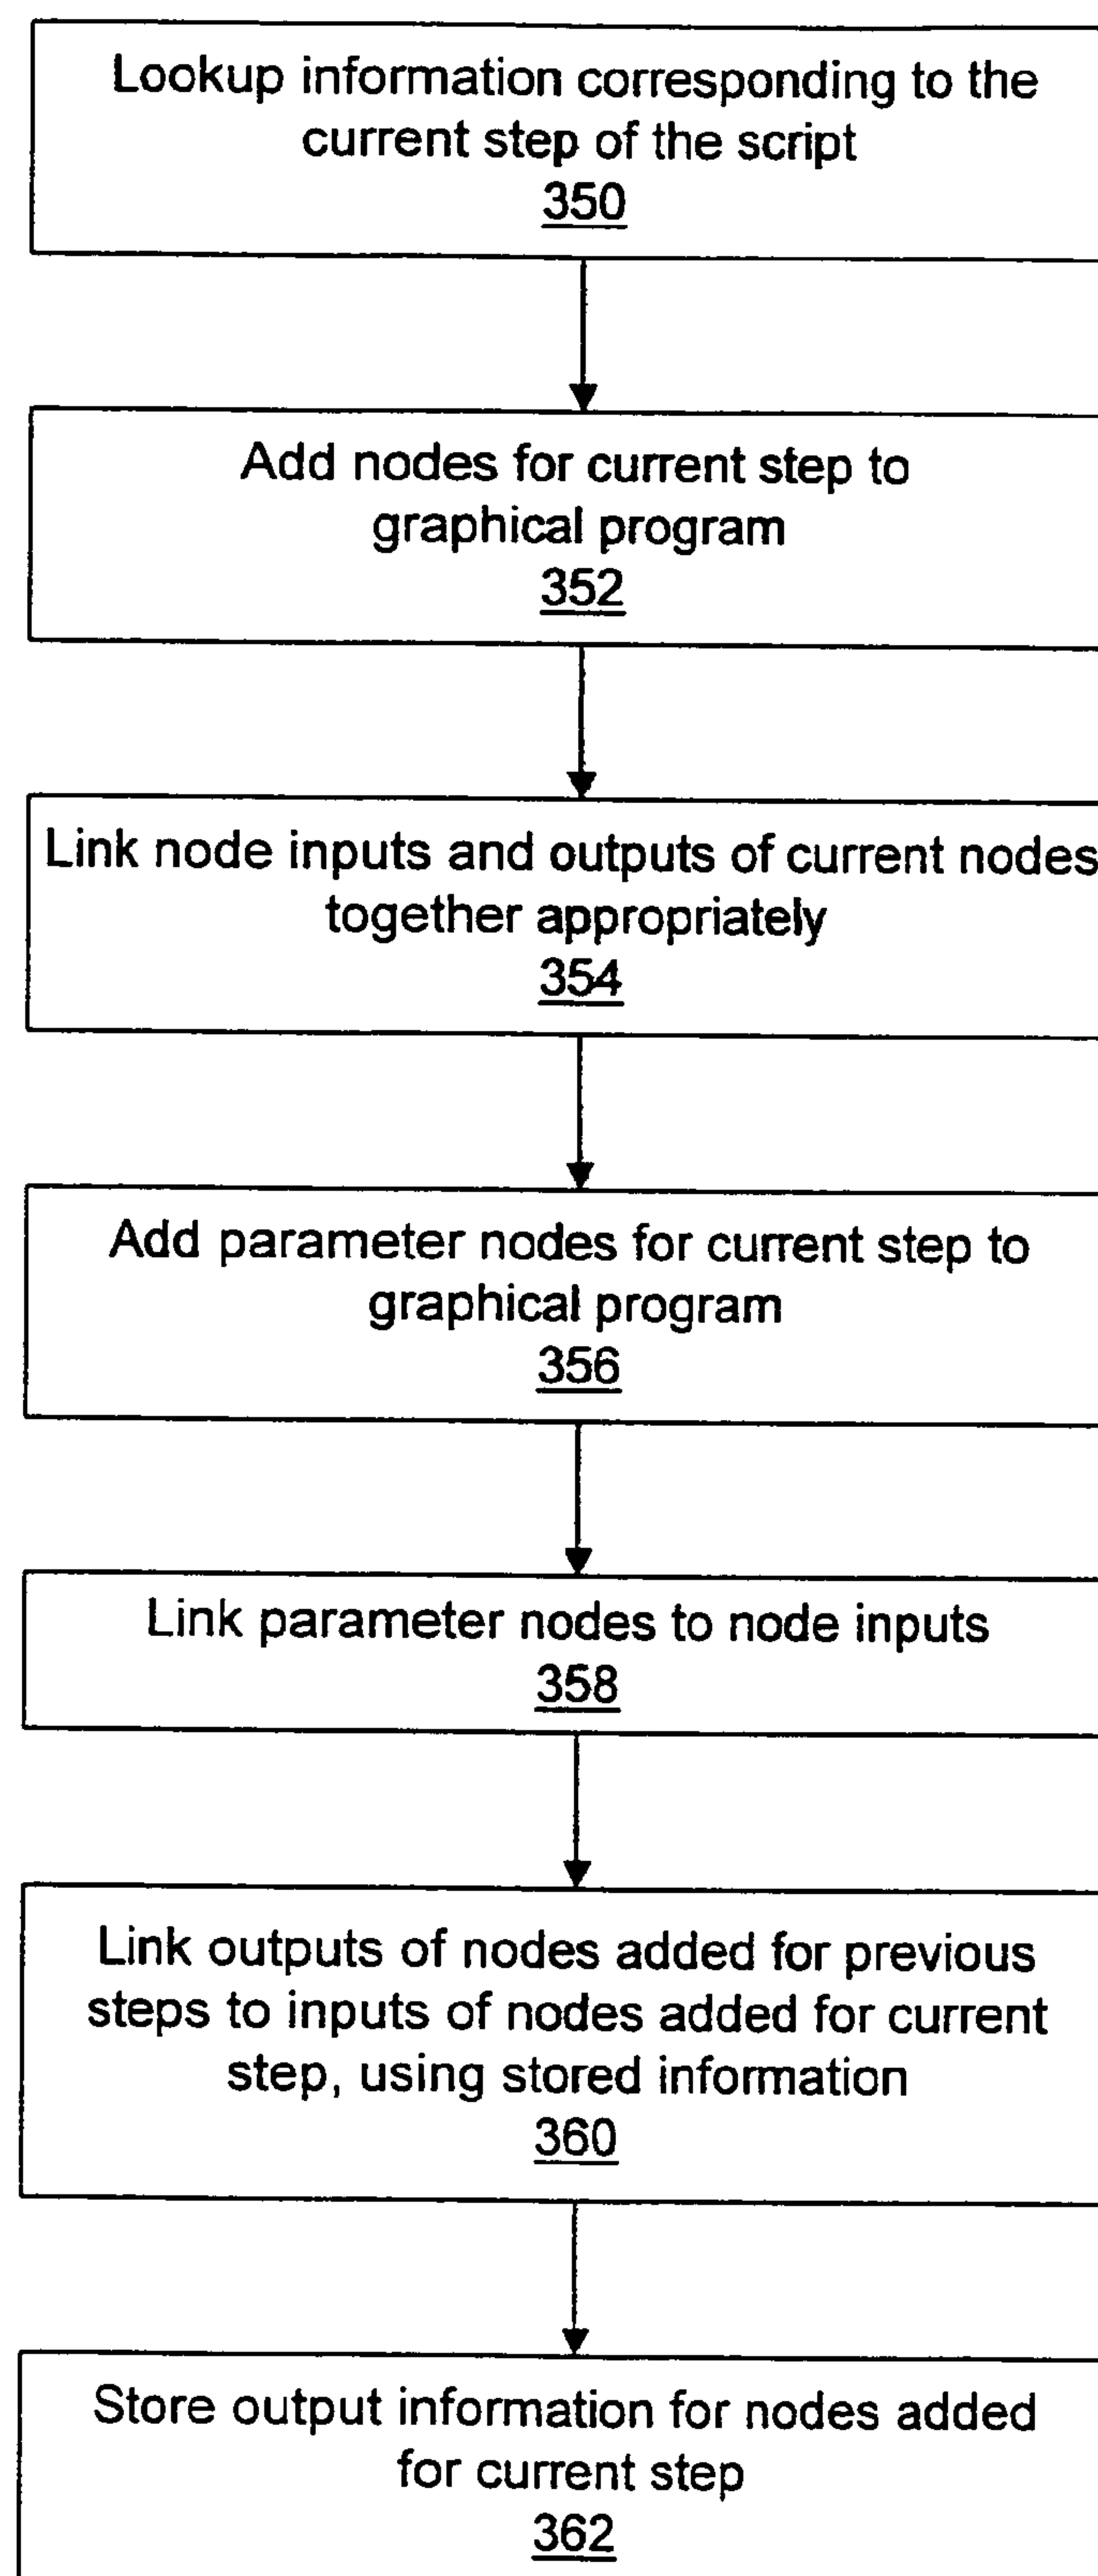 Lookup information corresponding to the
current step of the script
350
Add nodes for current step to
graphical program
352
Link node inputs and outputs of current nodes
together appropriately
354
Add parameter nodes for current step to
graphical program
356
Link parameter nodes to node inputs
358
Link outputs of nodes added for previous
steps to inputs of nodes added for current
step, using stored information
360
Store output information for nodes added
for current step
362